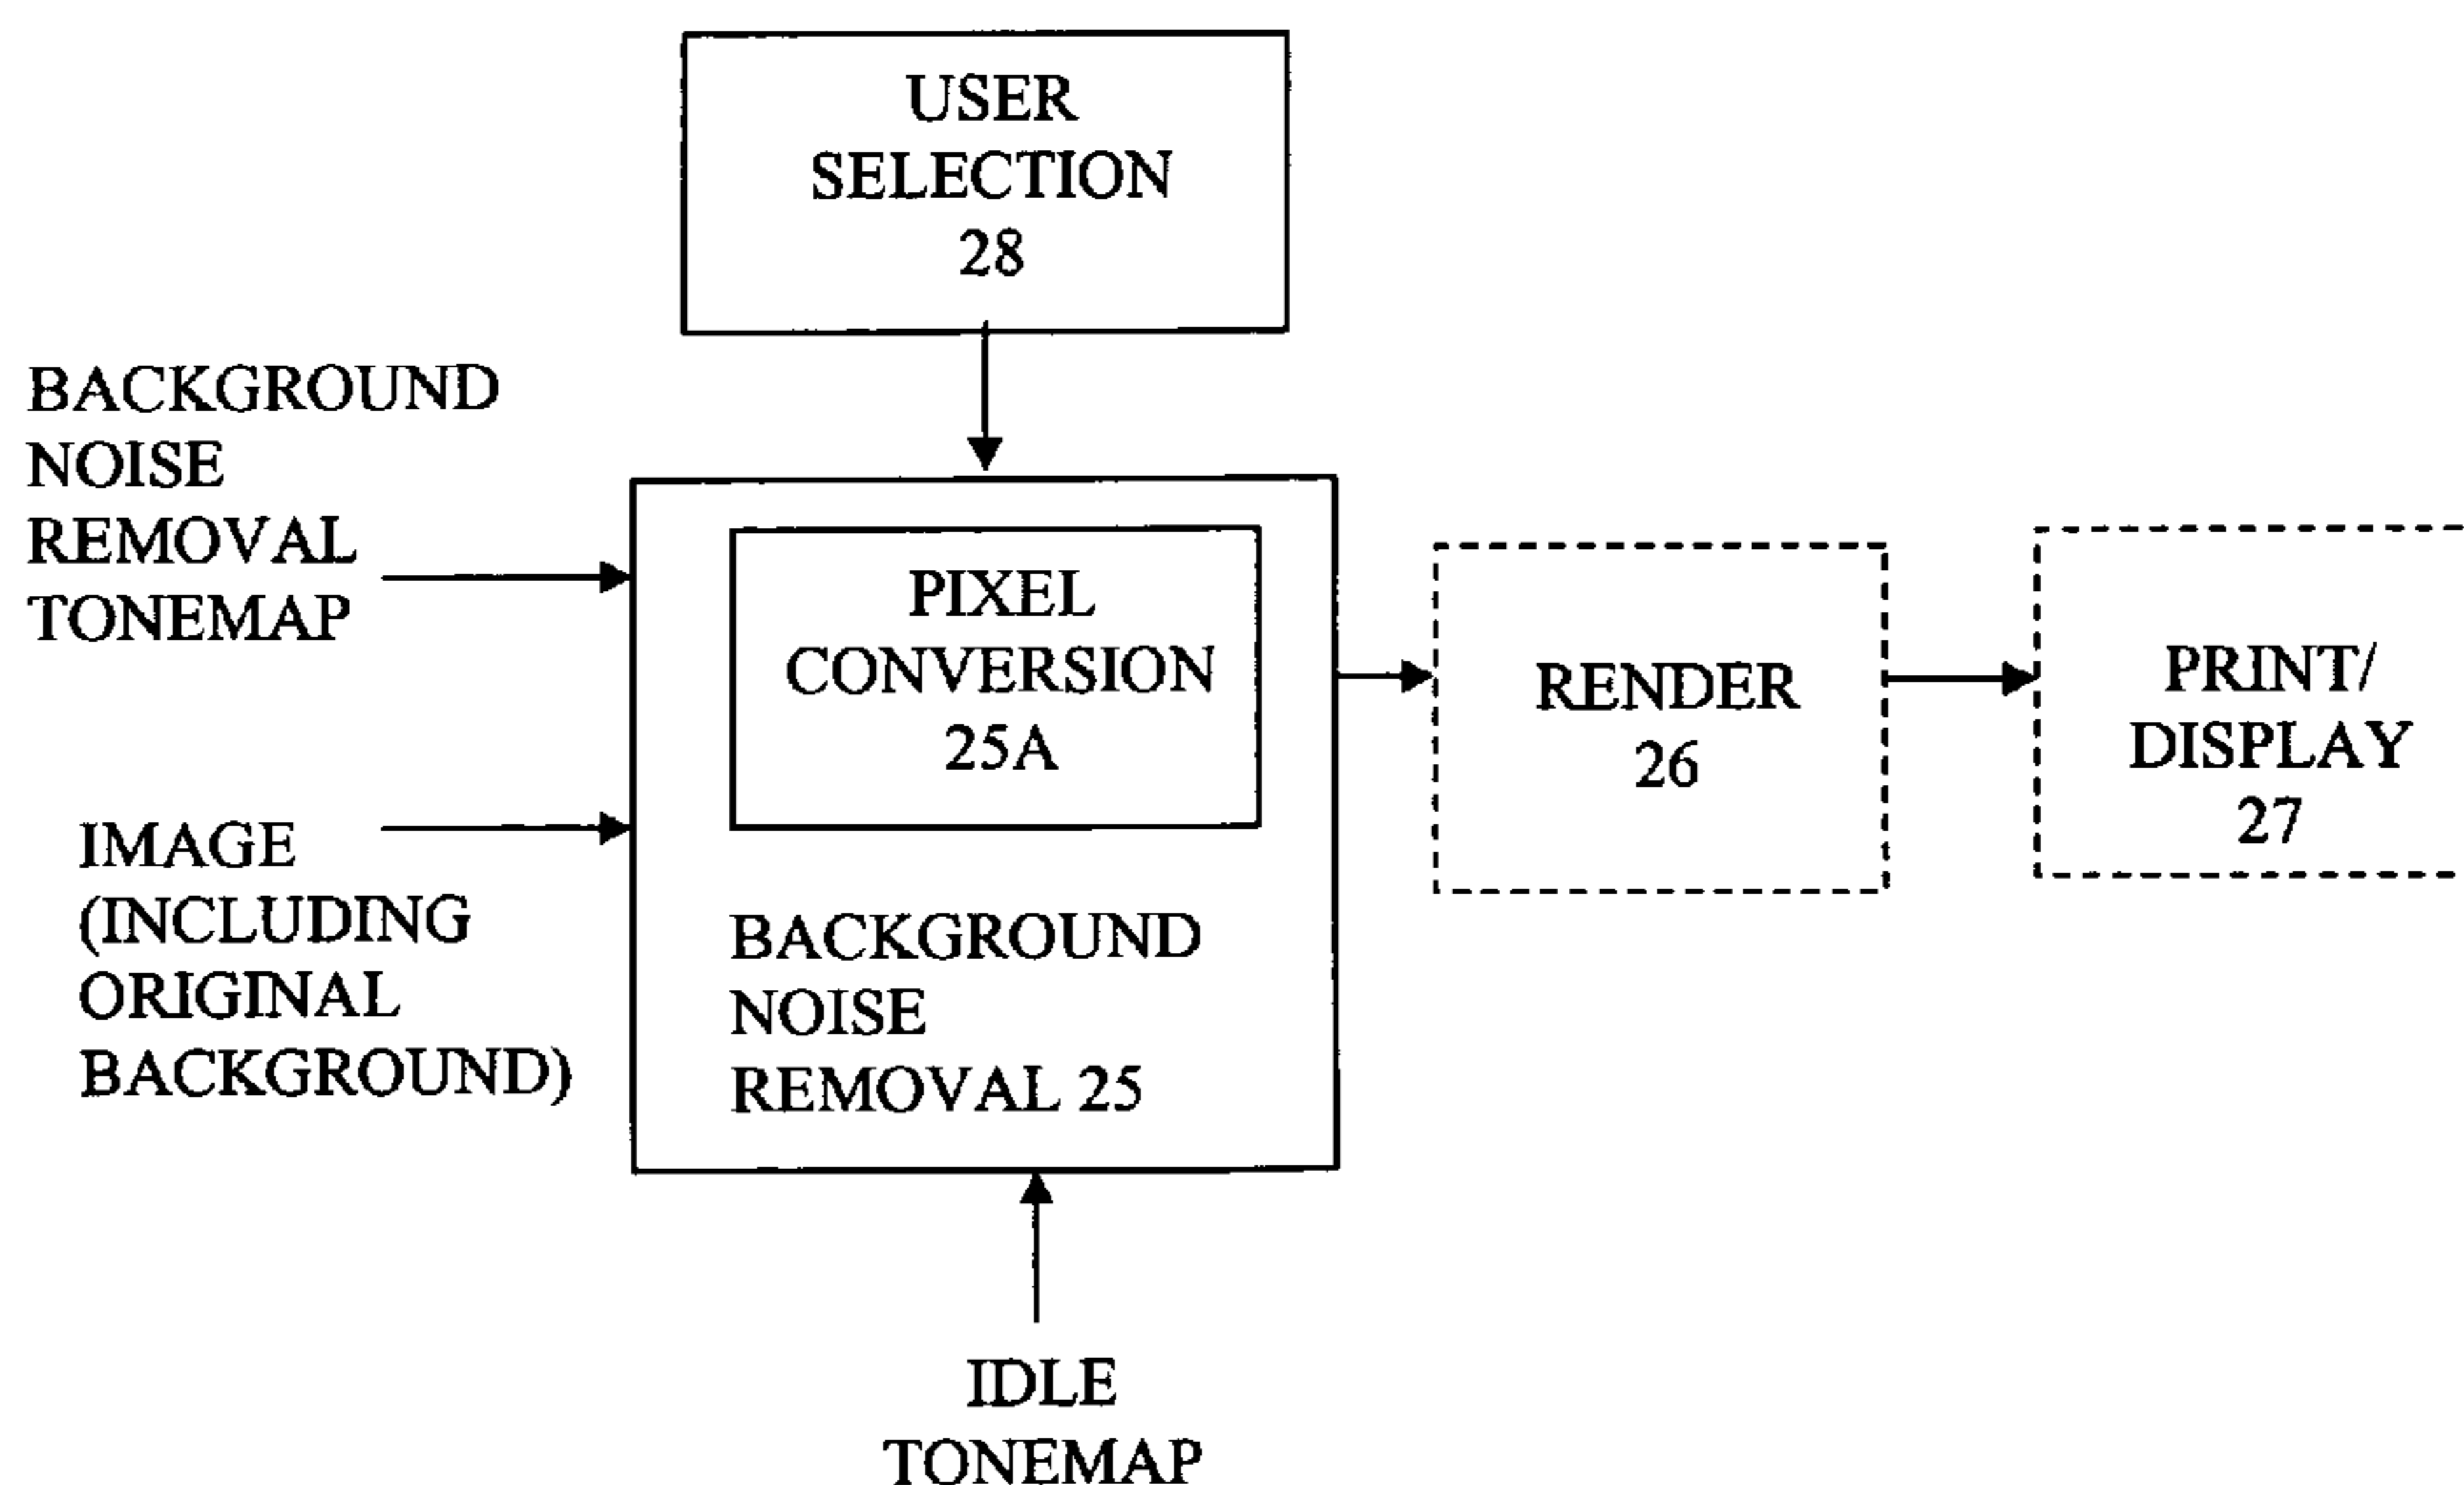 USER
SELECTION
28
BACKGROUND
NOISE
REMOVAL
TONEMAP
IMAGE
(INCLUDING
ORIGINAL
BACKGROUND)
PIXEL
CONVERSION
25A
BACKGROUND
NOISE
REMOVAL 25
RENDER
26
PRINT/
DISPLAY
27
IDLE
TONEMAP